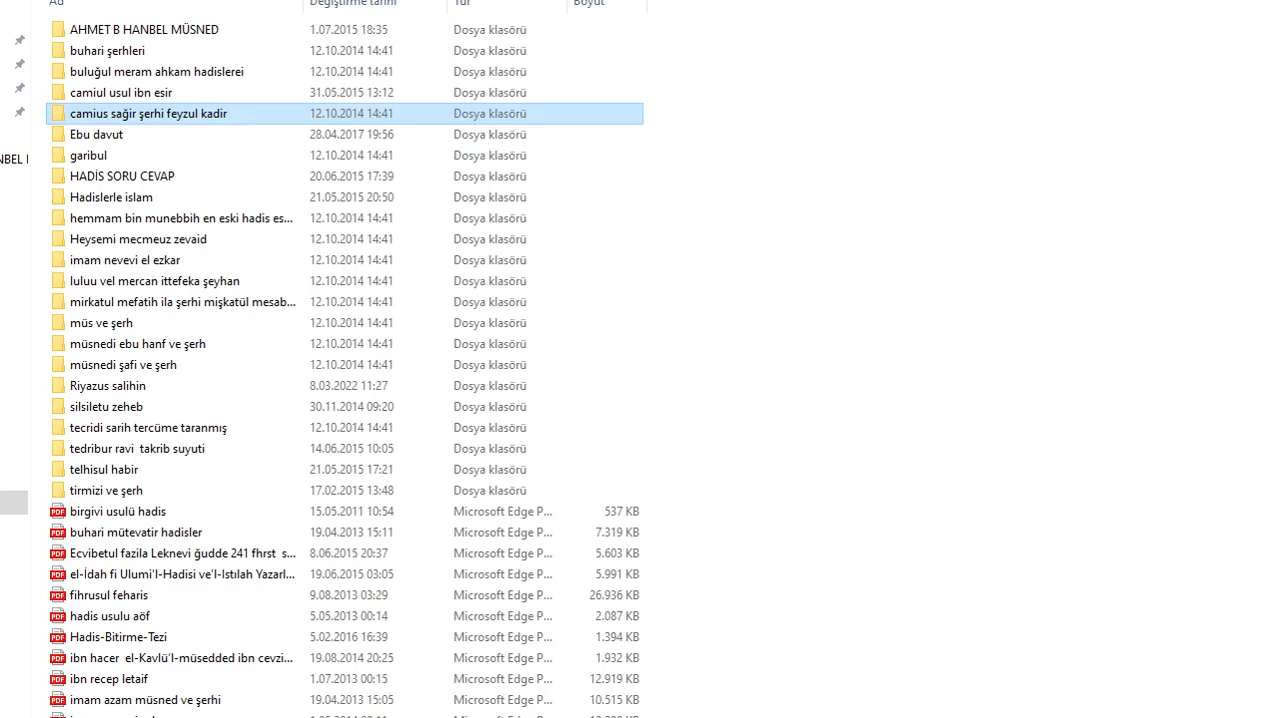 Ad Değiştirme tarihi Tür Boyut
AHMET B HANBEL MÜSNED 1.07.2015 18:35 Dosya klasörü
buhari şerhleri 12.10.2014 14:41 Dosya klasörü
buluğul meram ahkam hadislerei 12.10.2014 14:41 Dosya klasörü
camiul usul ibn esir 31.05.2015 13:12 Dosya klasörü
camius sağir şerhi feyzul kadir 12.10.2014 14:41 Dosya klasörü
Ebu davut 28.04.2017 19:56 Dosya klasörü
NBEL garibul 12.10.2014 14:41 Dosya klasörü
HADİS SORU CEVAP 20.06.2015 17:39 Dosya klasörü
Hadislerle islam 21.05.2015 20:50 Dosya klasörü
hemmam bin munebbih en eski hadis es... 12.10.2014 14:41 Dosya klasörü
Heysemi mecmeuz zevaid 12.10.2014 14:41 Dosya klasörü
imam nevevi el ezkar 12.10.2014 14:41 Dosya klasörü
luluu vel mercan ittefeka şeyhan 12.10.2014 14:41 Dosya klasörü
mirkatul mefatih ila şerhi mişkatül mesab... 12.10.2014 14:41 Dosya klasörü
müs ve şerh 12.10.2014 14:41 Dosya klasörü
müsnedi ebu hanf ve şerh 12.10.2014 14:41 Dosya klasörü
müsnedi şafi ve şerh 12.10.2014 14:41 Dosya klasörü
Riyazus salihin 8.03.2022 11:27 Dosya klasörü
silsiletu zeheb 30.11.2014 09:20 Dosya klasörü
tecridi sarih tercüme taranmış 12.10.2014 14:41 Dosya klasörü
tedribur ravi takrib suyuti 14.06.2015 10:05 Dosya klasörü
telhisul habir 21.05.2015 17:21 Dosya klasörü
tirmizi ve şerh 17.02.2015 13:48 Dosya klasörü
PDF birgivi usulü hadis 15.05.2011 10:54 Microsoft Edge P... 537 KB
PDF buhari mütevatir hadisler 19.04.2013 15:11 Microsoft Edge P... 7.319 KB
PDF Ecvibetul fazila Leknevi ğudde 241 fhrst s... 8.06.2015 20:37 Microsoft Edge P... 5.603 KB
PDF el-İdah fi Ulumi'l-Hadisi ve'l-Istılah Yazarl... 19.06.2015 03:05 Microsoft Edge P... 5.991 KB
PDF fihrusul feharis 9.08.2013 03:29 Microsoft Edge P... 26.936 KB
PDF hadis usulu aöf 5.05.2013 00:14 Microsoft Edge P... 2.087 KB
PDF Hadis-Bitirme-Tezi 5.02.2016 16:39 Microsoft Edge P... 1.394 KB
PDF ibn hacer el-Kavlü'l-müsedded ibn cevzi... 19.08.2014 20:25 Microsoft Edge P... 1.932 KB
PDF ibn recep letaif 1.07.2013 00:15 Microsoft Edge P... 12.919 KB
PDF imam azam müsned ve şerhi 19.04.2013 15:05 Microsoft Edge P... 10.515 KB